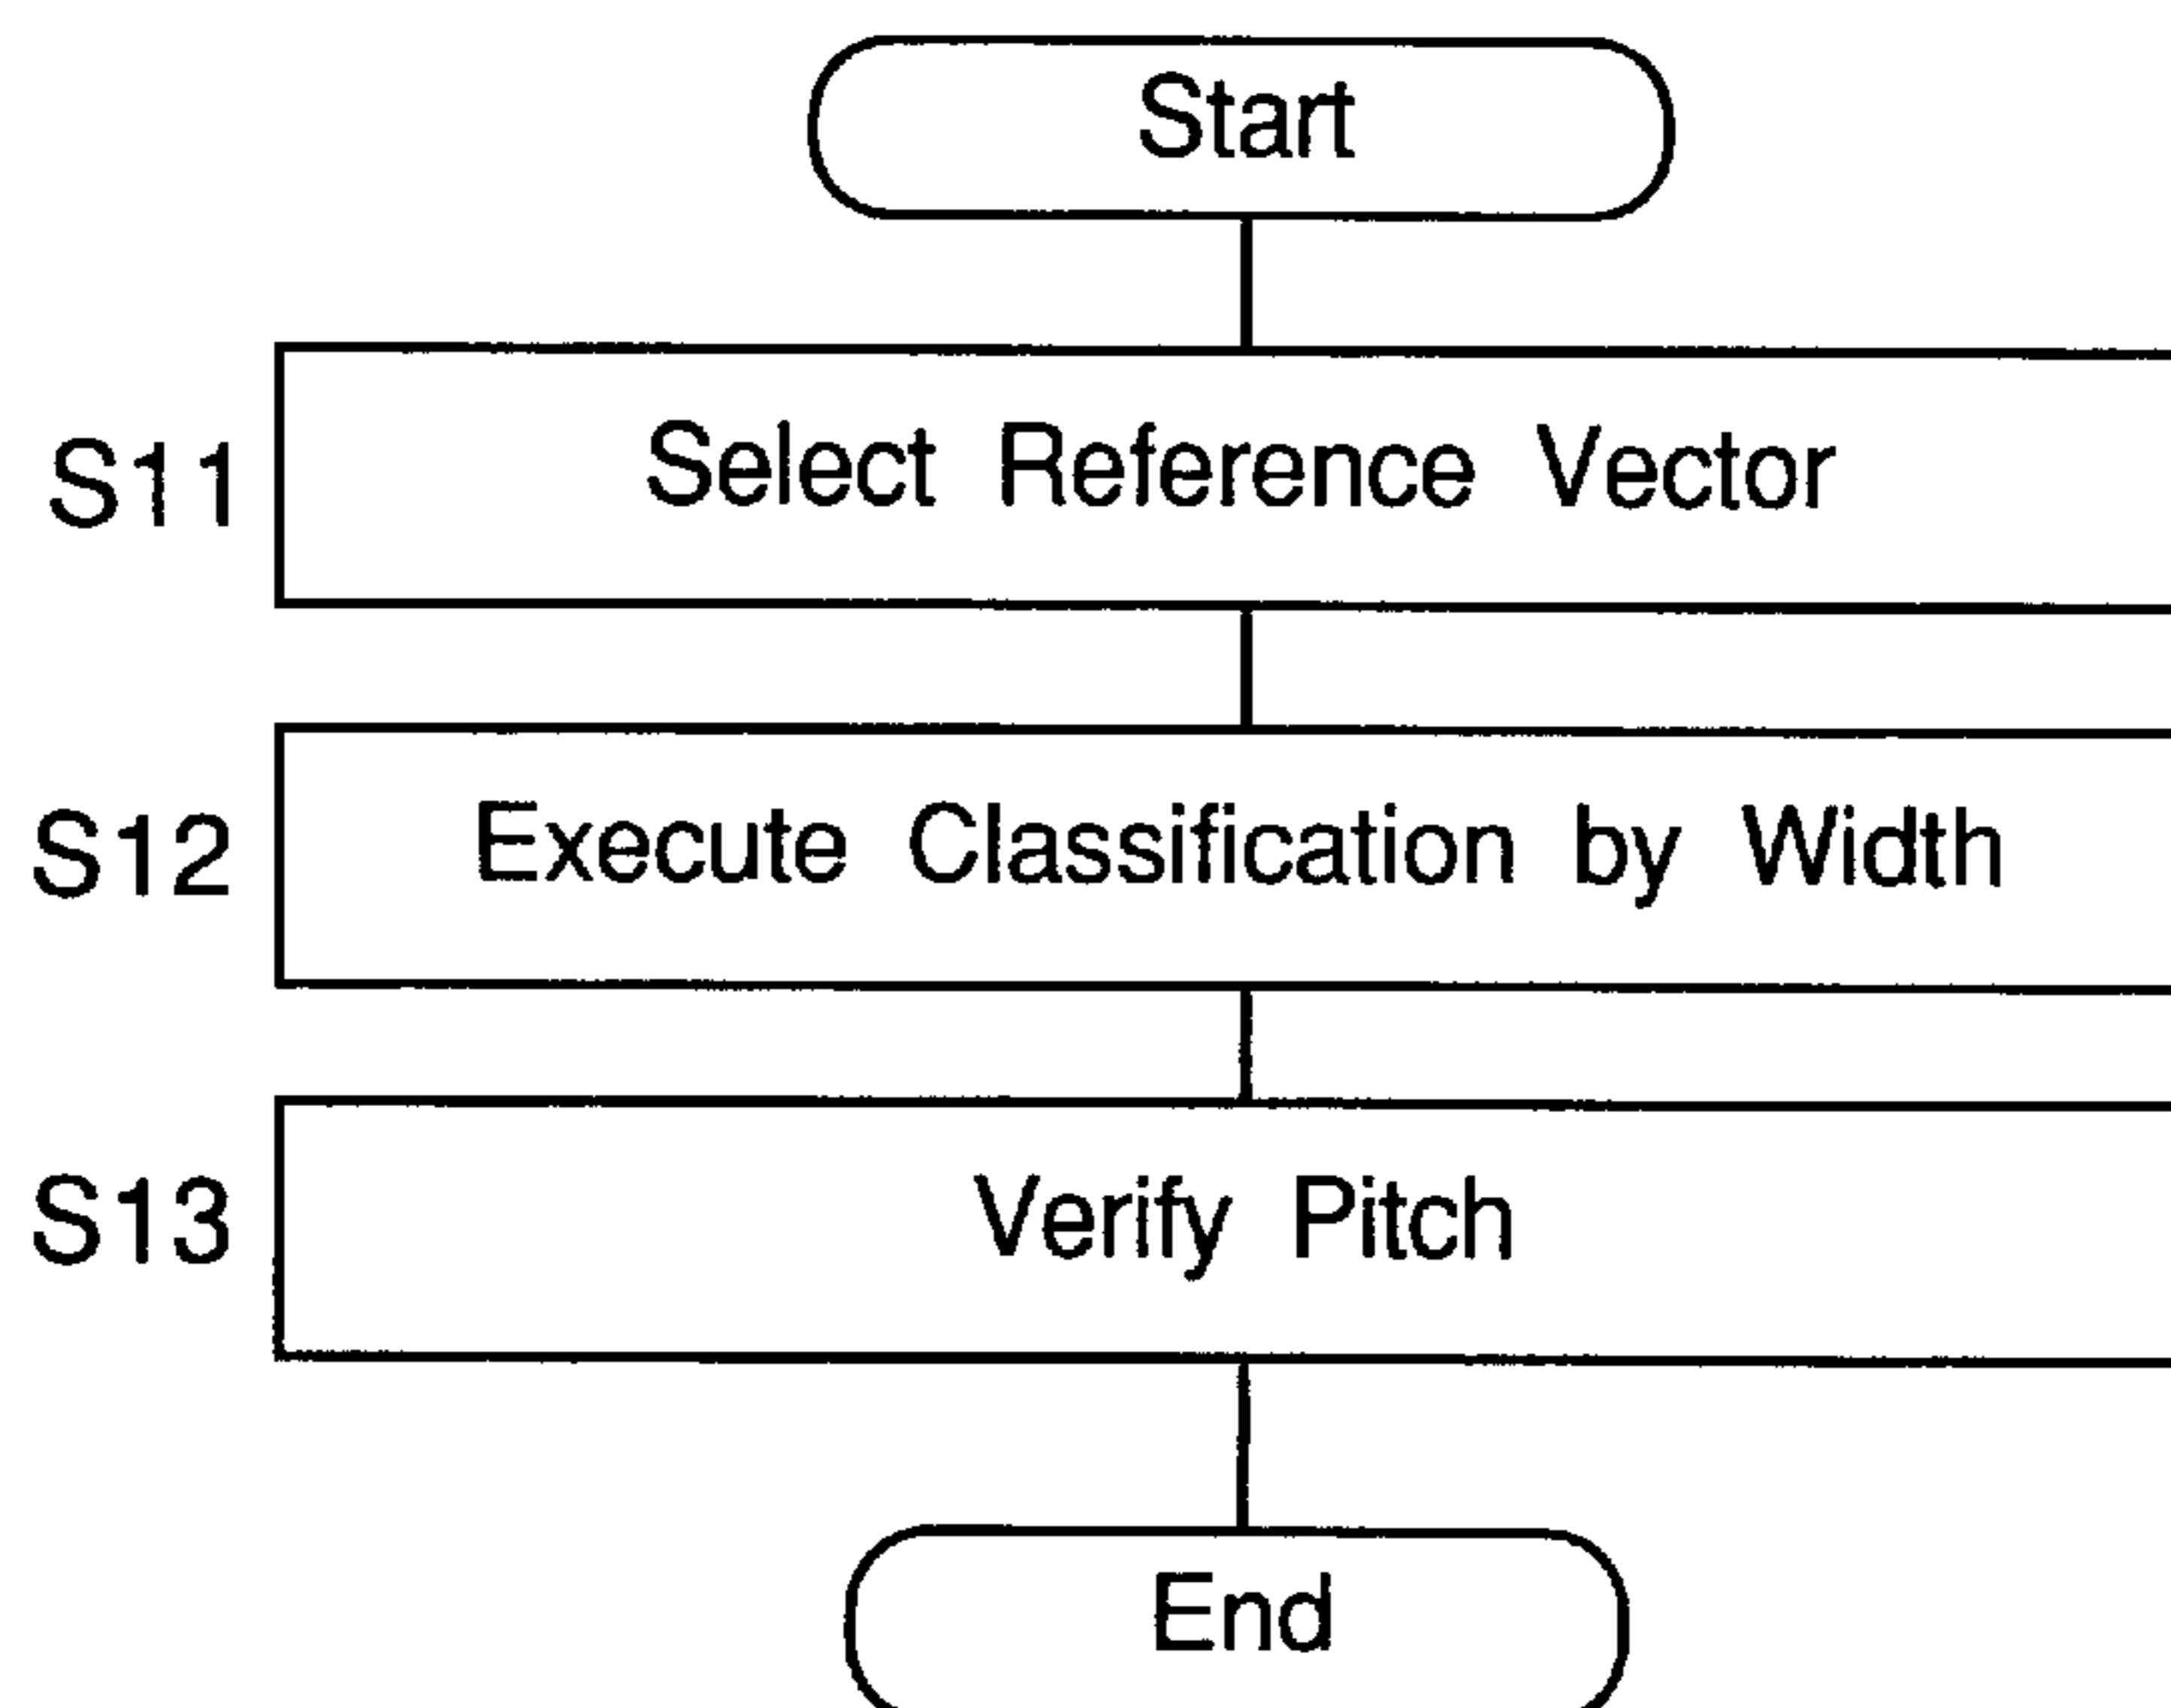 Start
S11 Select Reference Vector
S12 Execute Classification by Width
S13 Verify Pitch
End